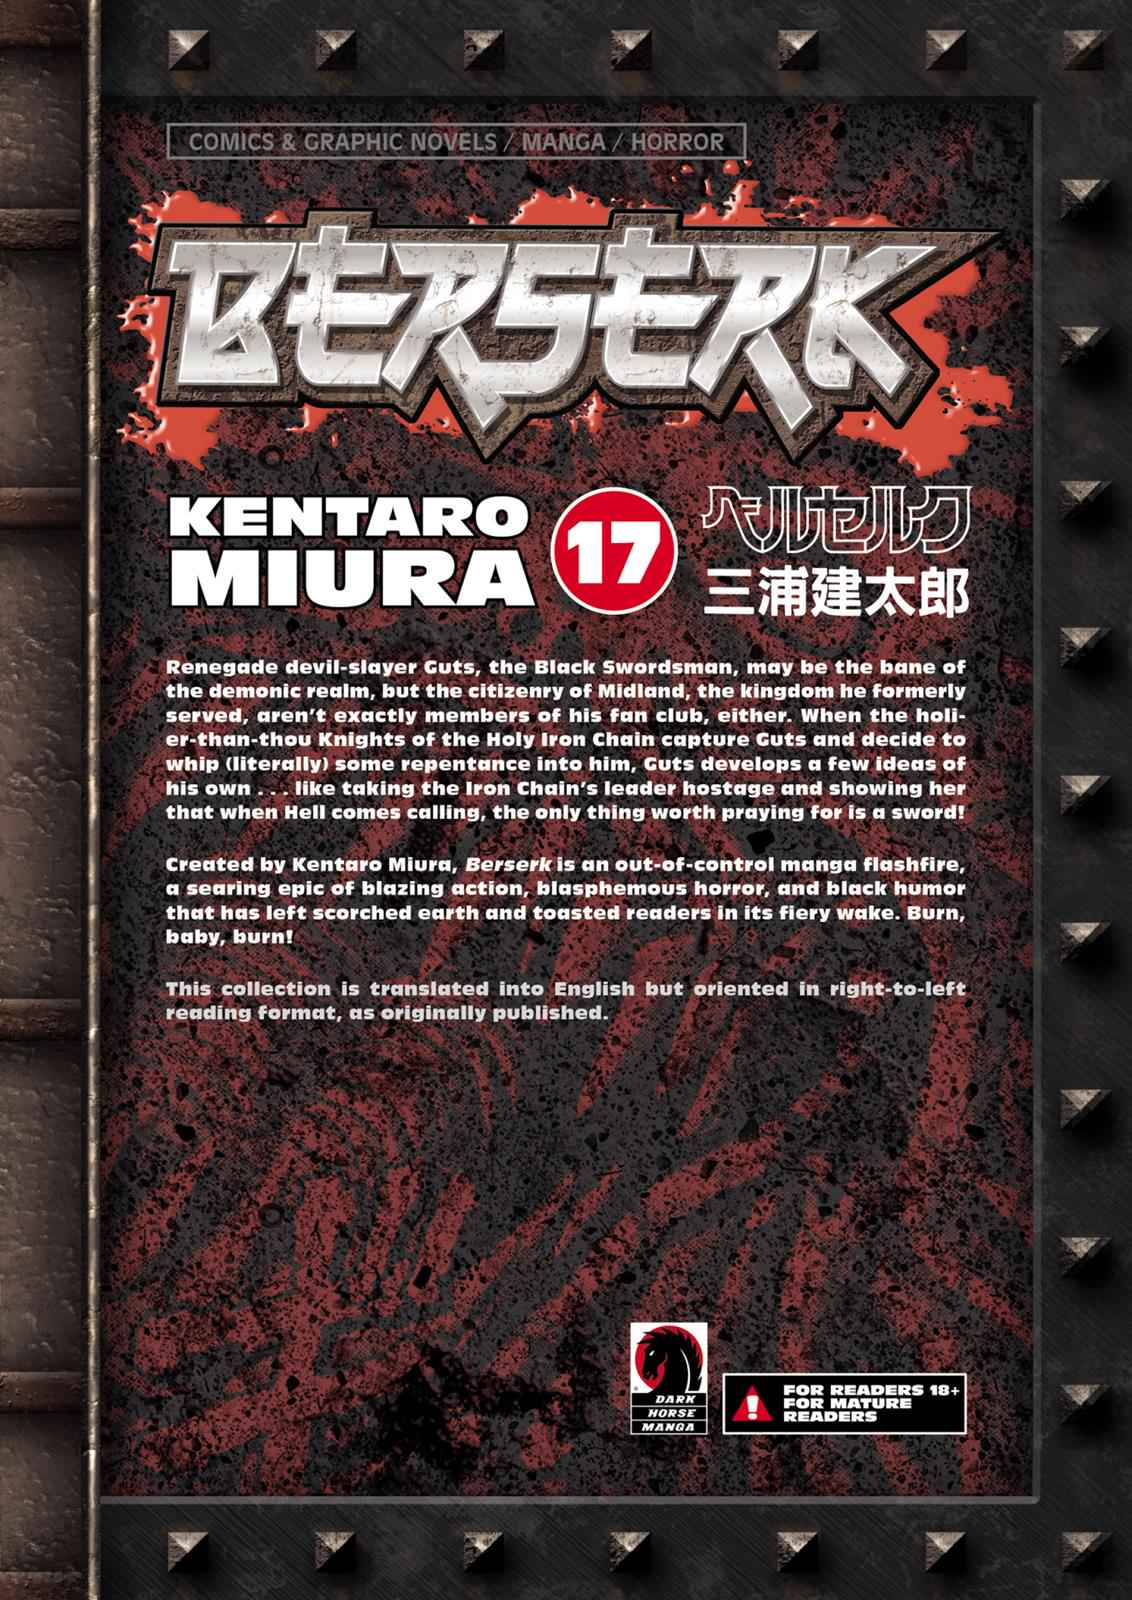 COMICS & GRAPHIC NOVELS / MANGA / HORROR
BERSERK
KENTARO
MIURA
17
ベルセルク
三浦建太郎
Renegade devil-slayer Guts, the Black Swordsman, may be the bane of
the demonic realm, but the citizenry of Midland, the kingdom he formerly
served, aren't exactly members of his fan club, either. When the holi-
er-than-thou Knights of the Holy Iron Chain capture Guts and decide to
whip (literally) some repentance into him, Guts develops a few ideas of
his own . . . like taking the Iron Chain's leader hostage and showing her
that when Hell comes calling, the only thing worth praying for is a sword!
Created by Kentaro Miura, Berserk is an out-of-control manga flashfire,
a searing epic of blazing action, blasphemous horror, and black humor
that has left scorched earth and toasted readers in its fiery wake. Burn,
baby, burn!
This collection is translated into English but oriented in right-to-left
reading format, as originally published.
DARK
HORSE
MANGA
FOR READERS 18+
FOR MATURE
READERS